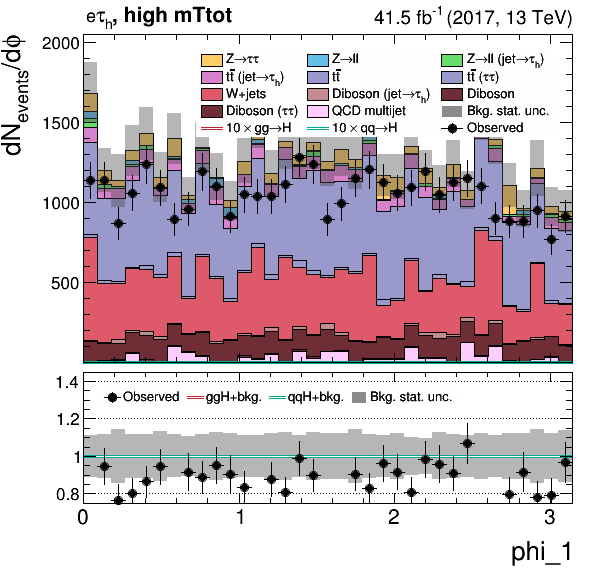 eτh, high mTtot 41.5 fb⁻¹ (2017, 13 TeV)
dNevents/dϕ
2000
1500
1000
500
Z→ττ Z→ll Z→ll (jet→τh)
tt̄ (jet→τh) tt̄ tt̄ (ττ)
W+jets Diboson (jet→τh) Diboson
Diboson (ττ) QCD multijet Bkg. stat. unc.
10 × gg→H 10 × qq→H Observed
1.4
1.2
1
0.8
Observed ggH+bkg. qqH+bkg. Bkg. stat. unc.
0 1 2 3
phi_1